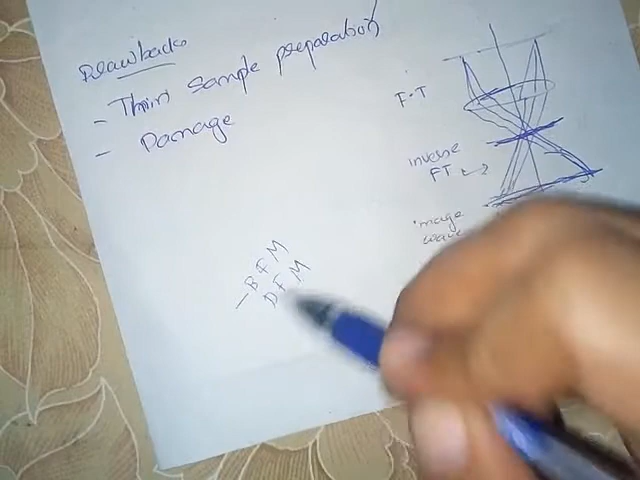 Drawbacks
- Thin Sample preparation
- Damage
F.T
inverse
FT
image
wave
- BFM
DFM